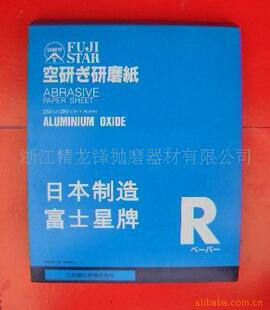 SANKYO
FUJI
STAR
空研ぎ研磨紙
ABRASIVE
PAPER SHEET
ALUMINIUM OXIDE
浙江精龙锋抛磨器材有限公司
日本制造
富士星牌
R
ペーパー
alibaba.com.cn